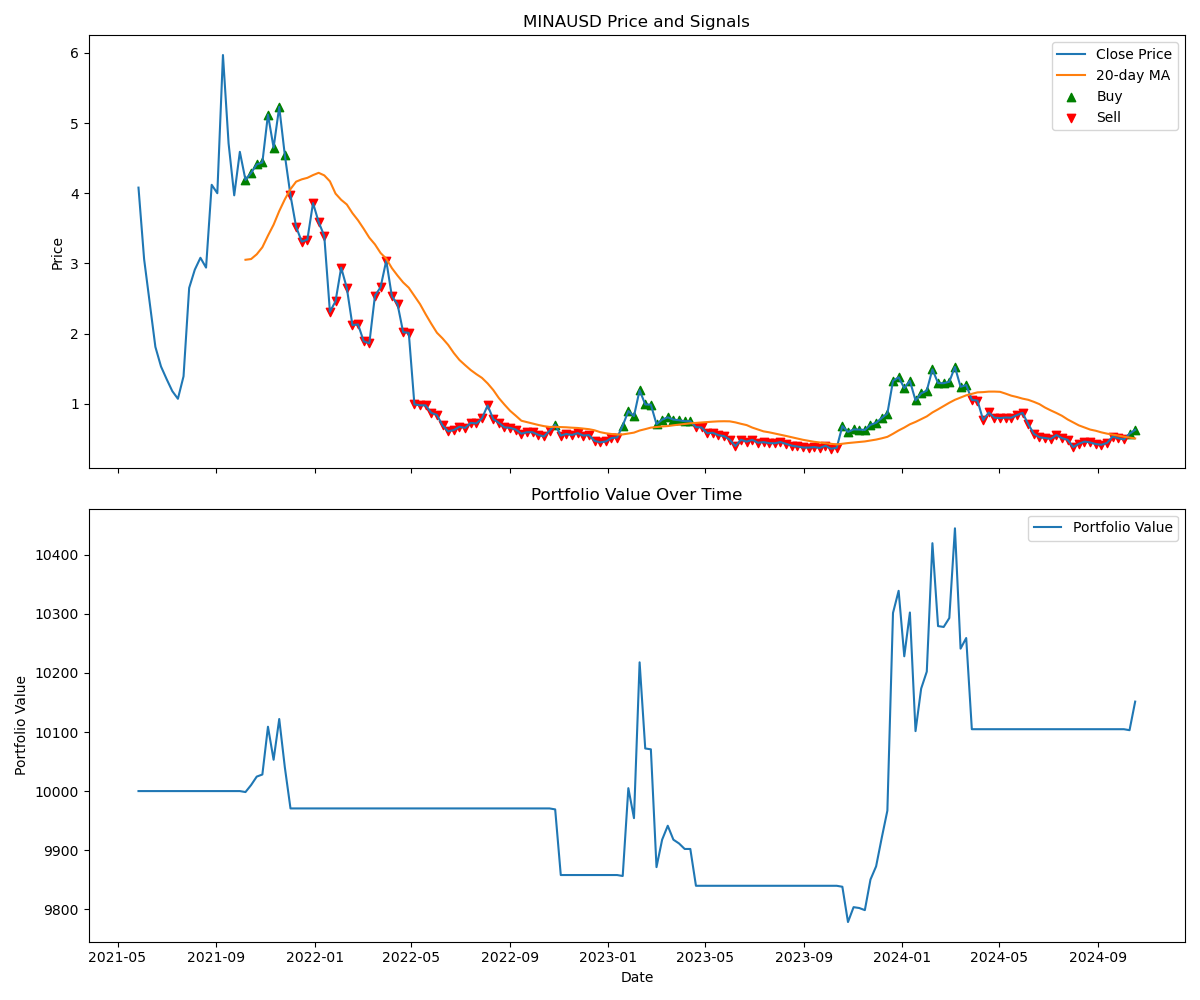 MINAUSD Price and Signals
Close Price
20-day MA
Buy
Sell
6
5
4
3
2
1
Price
Portfolio Value Over Time
Portfolio Value
10400
10300
10200
10100
10000
9900
9800
Portfolio Value
2021-05 2021-09 2022-01 2022-05 2022-09 2023-01 2023-05 2023-09 2024-01 2024-05 2024-09
Date